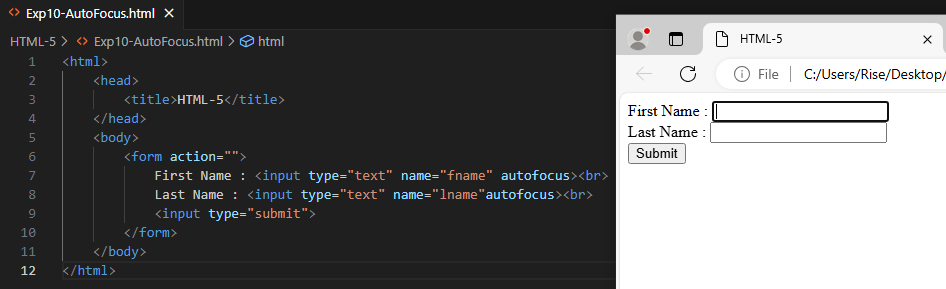 Exp10-AutoFocus.html
HTML-5 > Exp10-AutoFocus.html > html
1 <html>
2 <head>
3 <title>HTML-5</title>
4 </head>
5 <body>
6 <form action="">
7 First Name : <input type="text" name="fname" autofocus><br>
8 Last Name : <input type="text" name="lname"autofocus><br>
9 <input type="submit">
10 </form>
11 </body>
12 </html>
HTML-5
File | C:/Users/Rise/Desktop/
First Name :
Last Name :
Submit